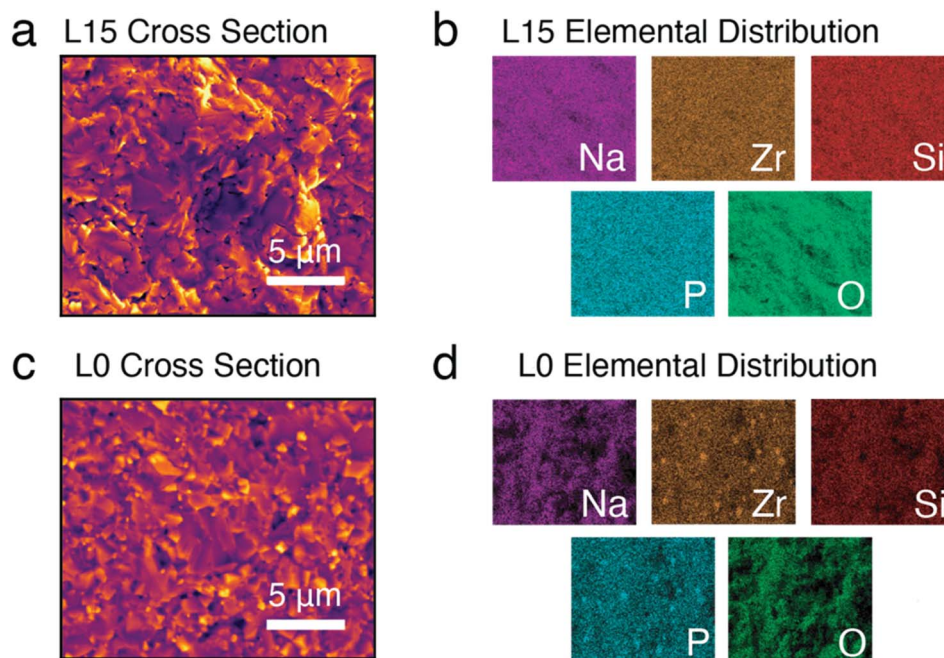 a L15 Cross Section
5 μm
b L15 Elemental Distribution
Na Zr Si
P O
c L0 Cross Section
5 μm
d L0 Elemental Distribution
Na Zr Si
P O